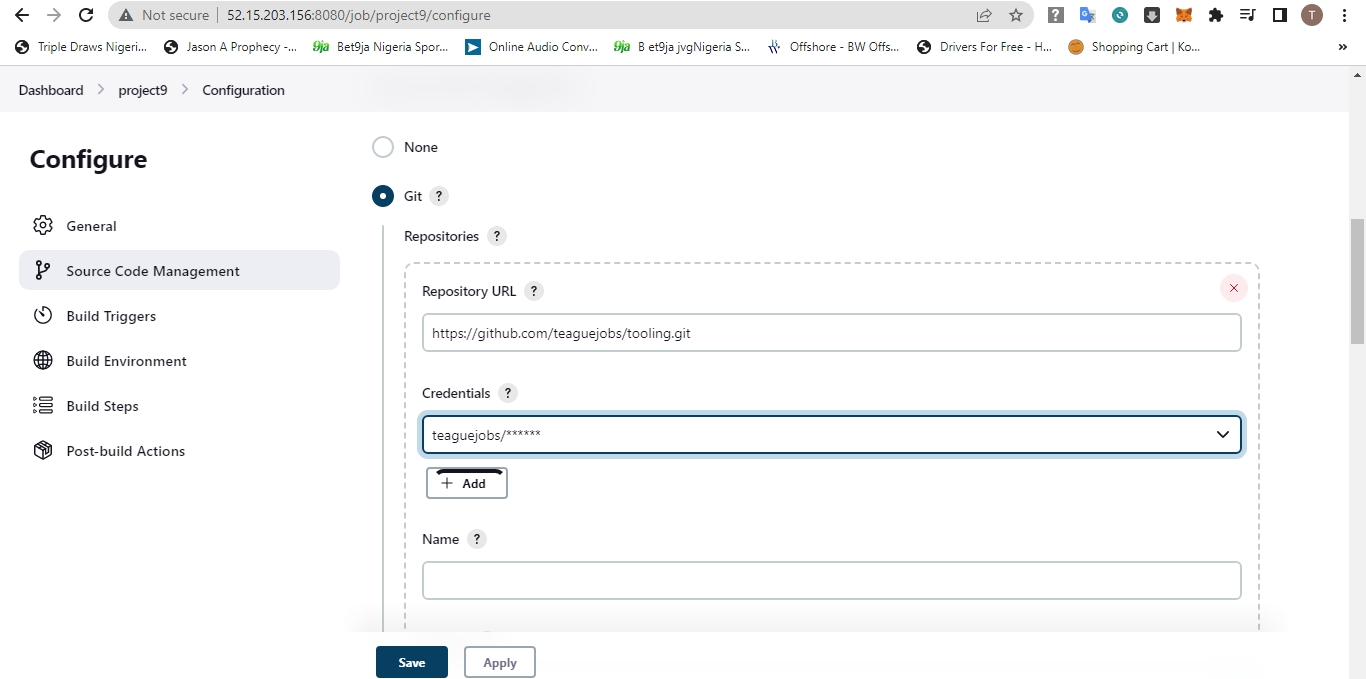 Not secure | 52.15.203.156:8080/job/project9/configure T
Triple Draws Nigeri... Jason A Prophecy -... 9ja Bet9ja Nigeria Spor... Online Audio Conv... 9ja B et9ja jvgNigeria S... Offshore - BW Offs... Drivers For Free - H... Shopping Cart | Ko... »
Dashboard > project9 > Configuration
Configure
General
Source Code Management
Build Triggers
Build Environment
Build Steps
Post-build Actions
None
Git ?
Repositories ?
Repository URL ?
https://github.com/teaguejobs/tooling.git
Credentials ?
teaguejobs/******
+ Add
Name ?
Save Apply